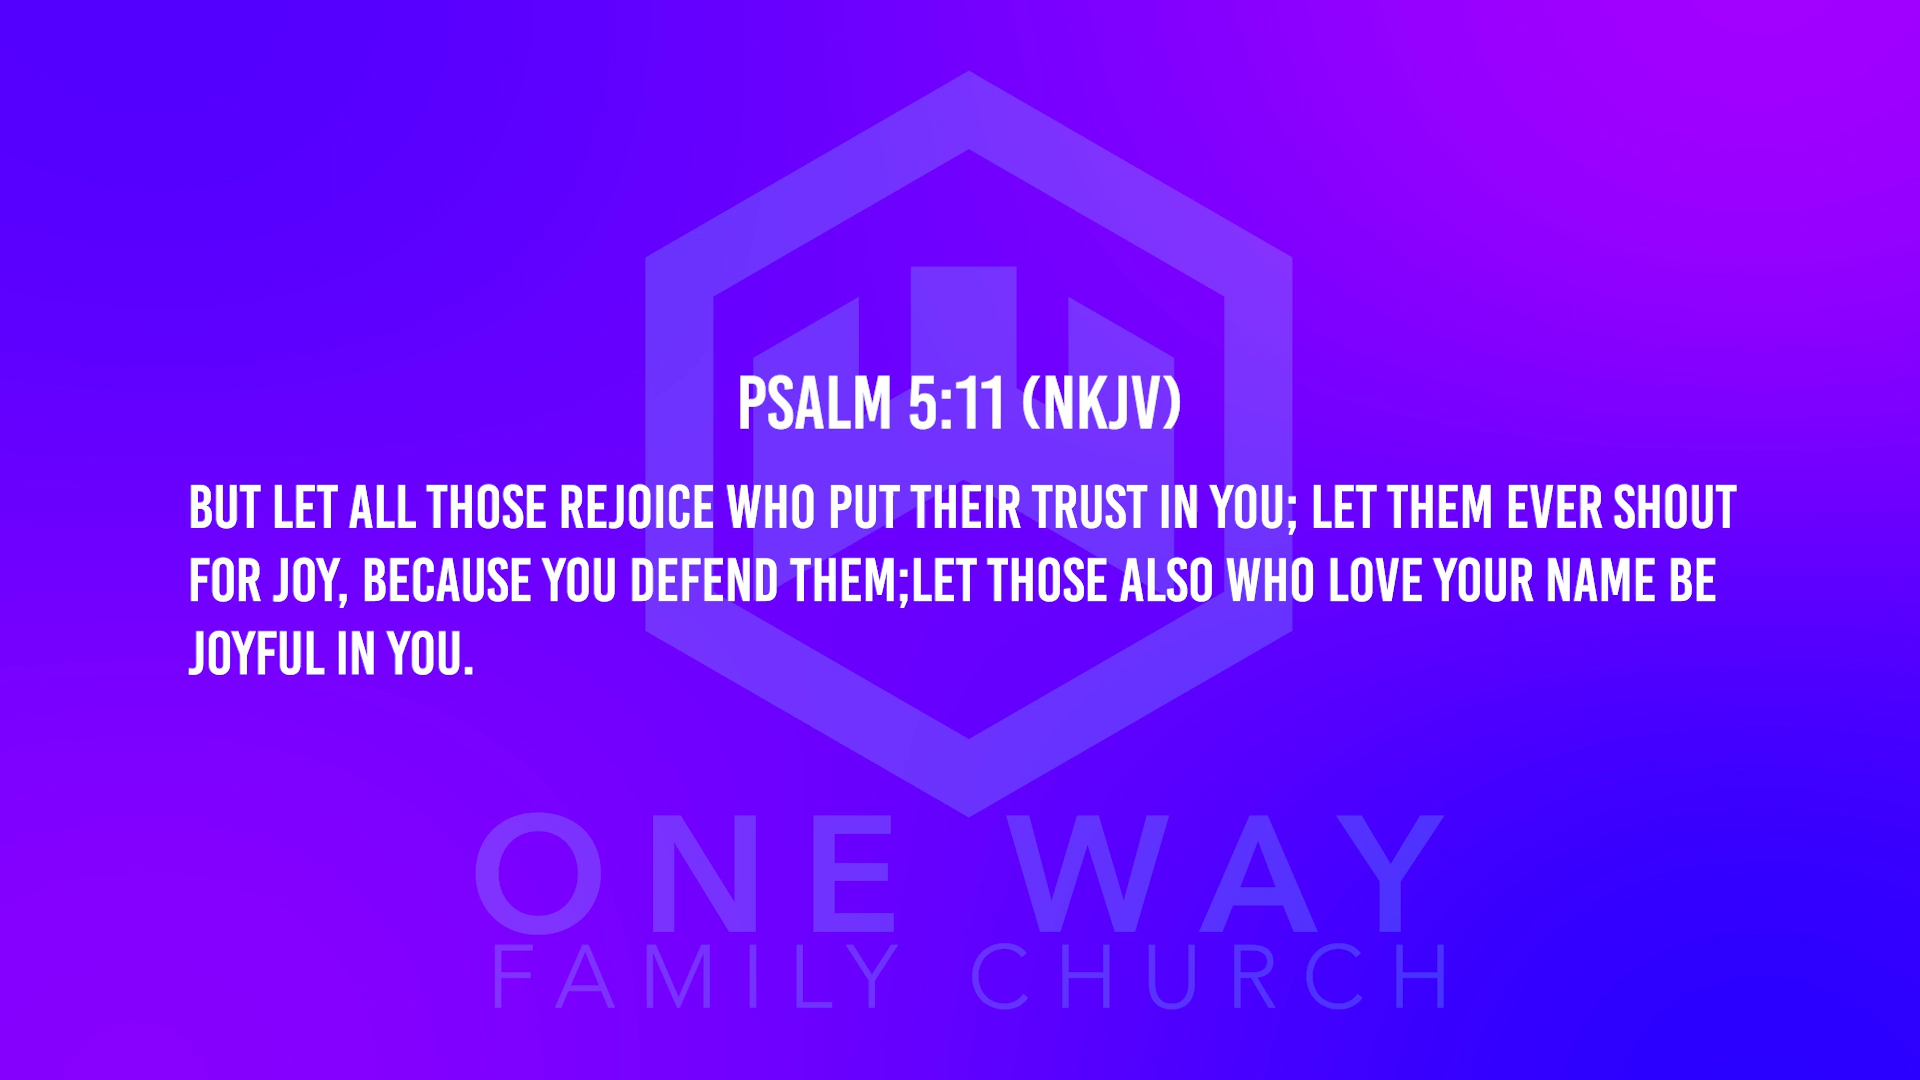 PSALM 5:11 (NKJV)
BUT LET ALL THOSE REJOICE WHO PUT THEIR TRUST IN YOU; LET THEM EVER SHOUT
FOR JOY, BECAUSE YOU DEFEND THEM;LET THOSE ALSO WHO LOVE YOUR NAME BE
JOYFUL IN YOU.
ONE WAY
FAMILY CHURCH